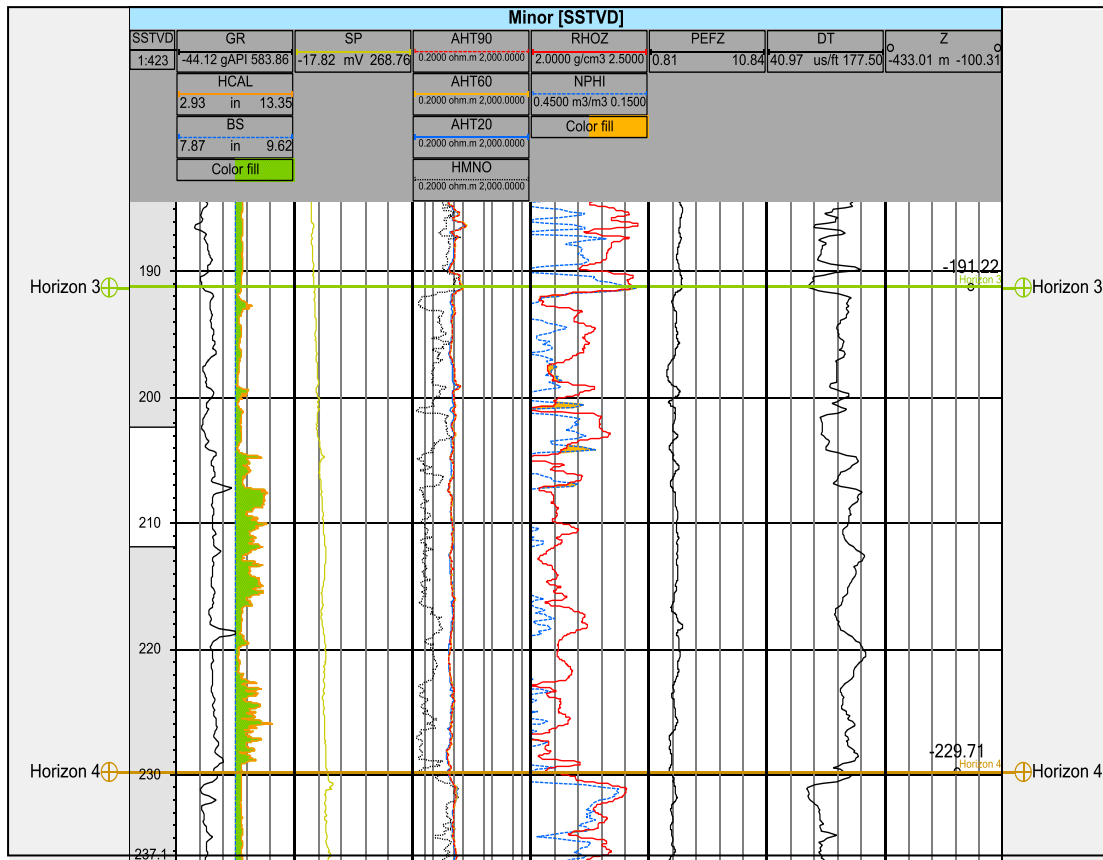 Minor [SSTVD]
SSTVD GR SP AHT90 RHOZ PEFZ DT Z
1:423 -44.12 gAPI 583.86 -17.82 mV 268.76 0.2000 ohm.m 2,000.0000 2.0000 g/cm3 2.5000 0.81 10.84 40.97 us/ft 177.50 -433.01 m -100.31
HCAL AHT60 NPHI
2.93 in 13.35 0.2000 ohm.m 2,000.0000 0.4500 m3/m3 0.1500
BS AHT20 Color fill
7.87 in 9.62 0.2000 ohm.m 2,000.0000
Color fill HMNO
0.2000 ohm.m 2,000.0000
190 -191.22
Horizon 3 Horizon 3 Horizon 3
200
210
220
-229.71
Horizon 4 Horizon 4 Horizon 4
230
237.1